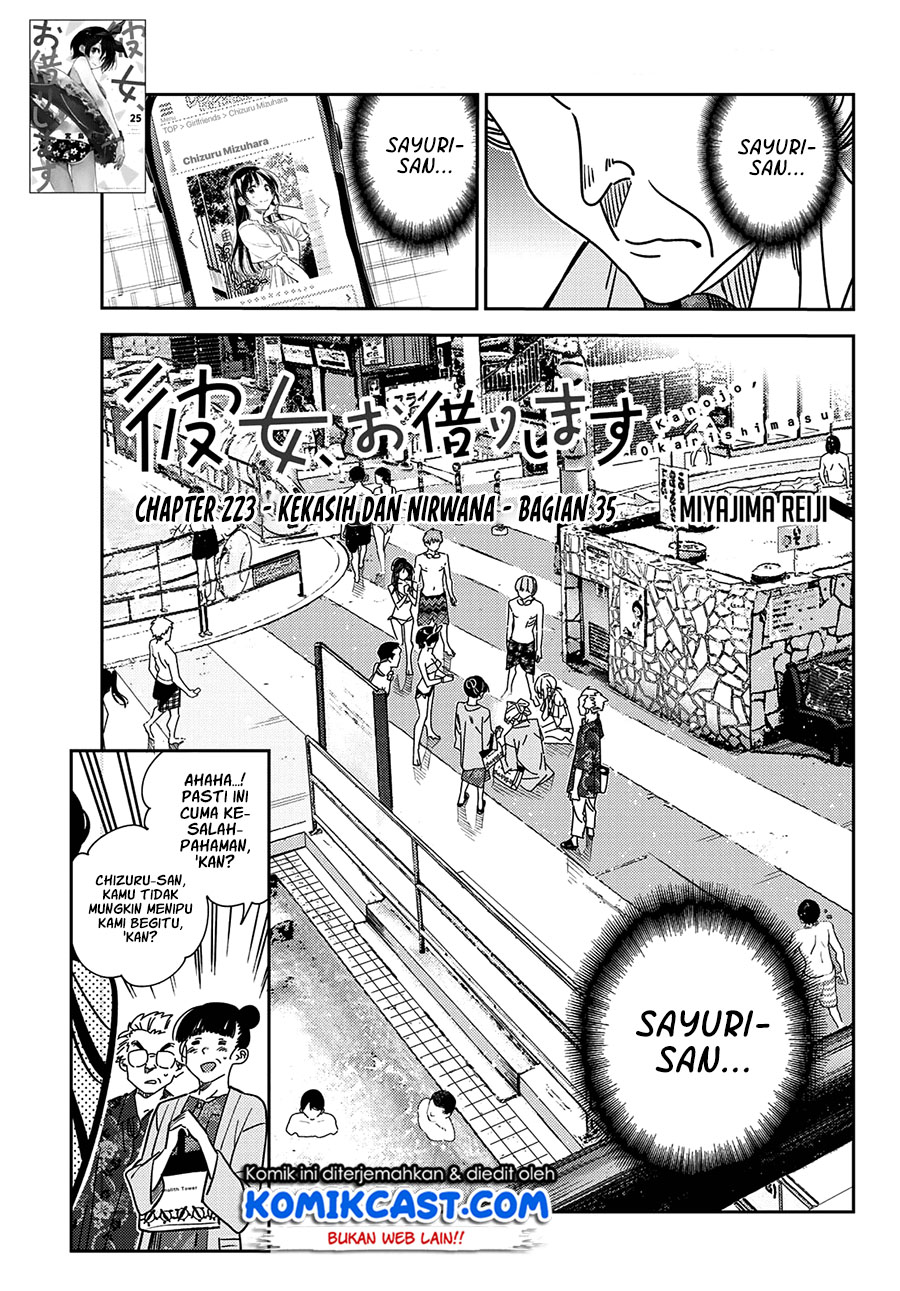 彼女、
お借りします
25
SAYURI-
SAN...
Menu
TOP > Girlfriends > Chizuru Mizuhara
Chizuru Mizuhara
SAYURI-
SAN...
彼女、お借りします
Kanojo,
Okarishimasu
CHAPTER 223 - KEKASIH DAN NIRWANA - BAGIAN 35
MIYAJIMA REIJI
AHAHA...!
PASTI INI
CUMA KE-
SALAH-
PAHAMAN,
'KAN?
CHIZURU-SAN,
KAMU TIDAK
MUNGKIN MENIPU
KAMI BEGITU,
'KAN?
SAYURI-
SAN...
Komik ini diterjemahkan & diedit oleh
KOMIKCAST.COM
BUKAN WEB LAIN!!